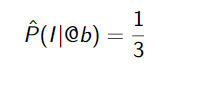 P̂(I|@b) = 1/3